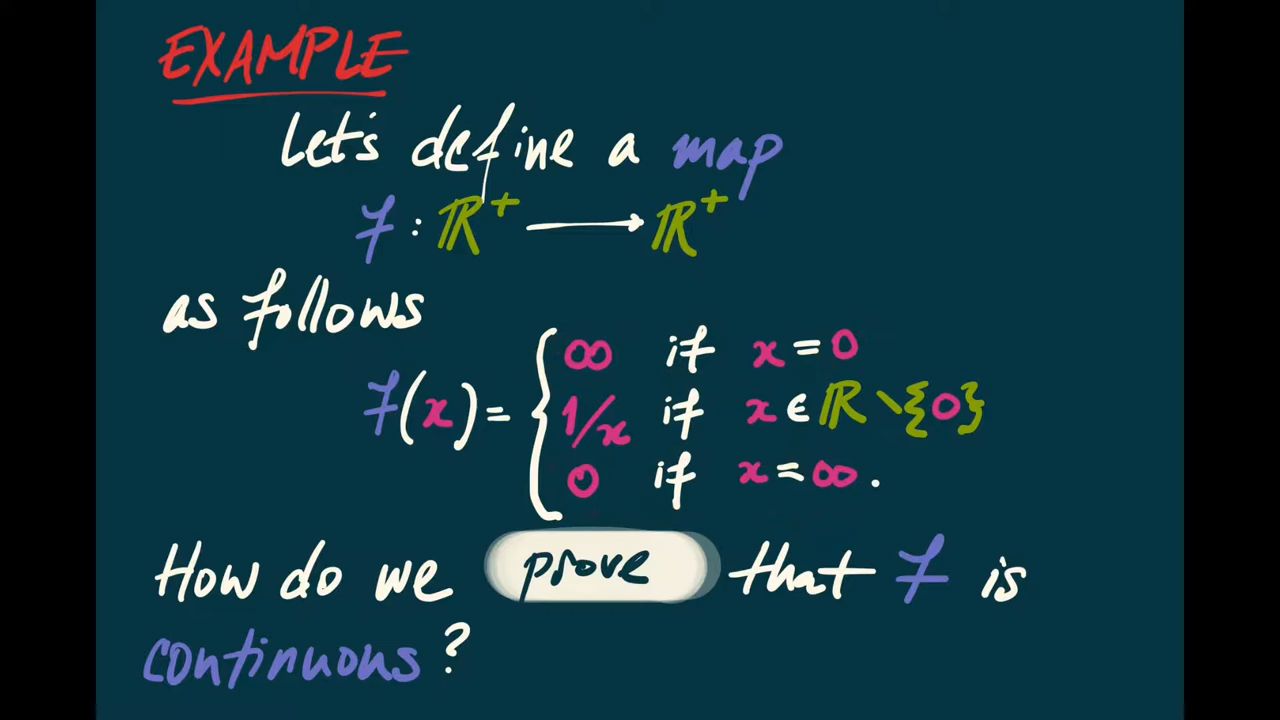 EXAMPLE
Let's define a map
f : ℝ⁺ ⟶ ℝ⁺
as follows
f(x) = { ∞ if x = 0
1/x if x ∈ ℝ \ {0}
0 if x = ∞ .
How do we prove that f is
continuous ?